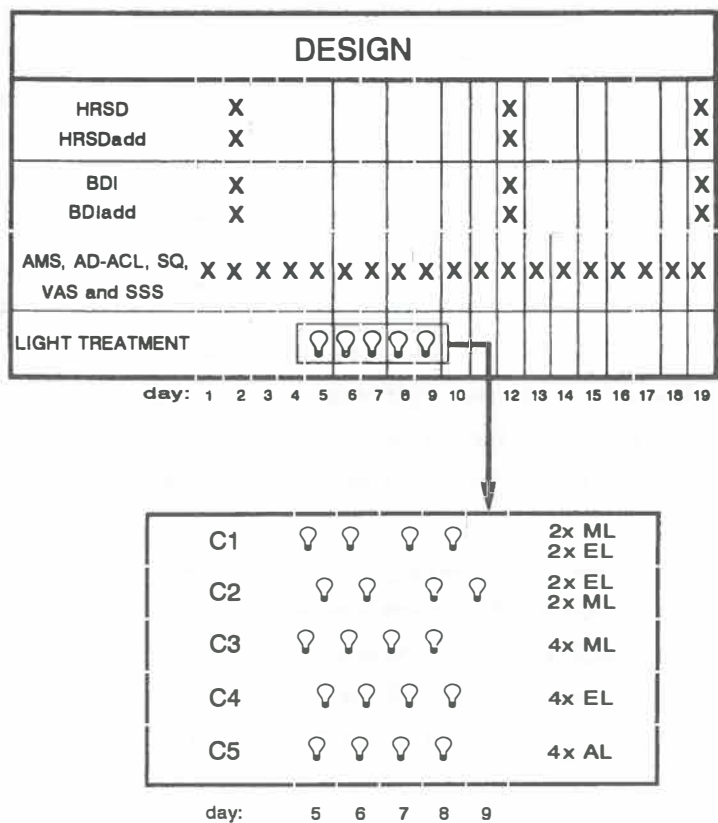 DESIGN
HRSD X X X
HRSDadd X X X
BDI X X X
BDIadd X X X
AMS, AD-ACL, SQ,
VAS and SSS
X X X X X X X X X X X X X X X X X X X
LIGHT TREATMENT
day: 1 2 3 4 5 6 7 8 9 10 12 13 14 15 16 17 18 19
C1 2x ML
2x EL
C2 2x EL
2x ML
C3 4x ML
C4 4x EL
C5 4x AL
day: 5 6 7 8 9